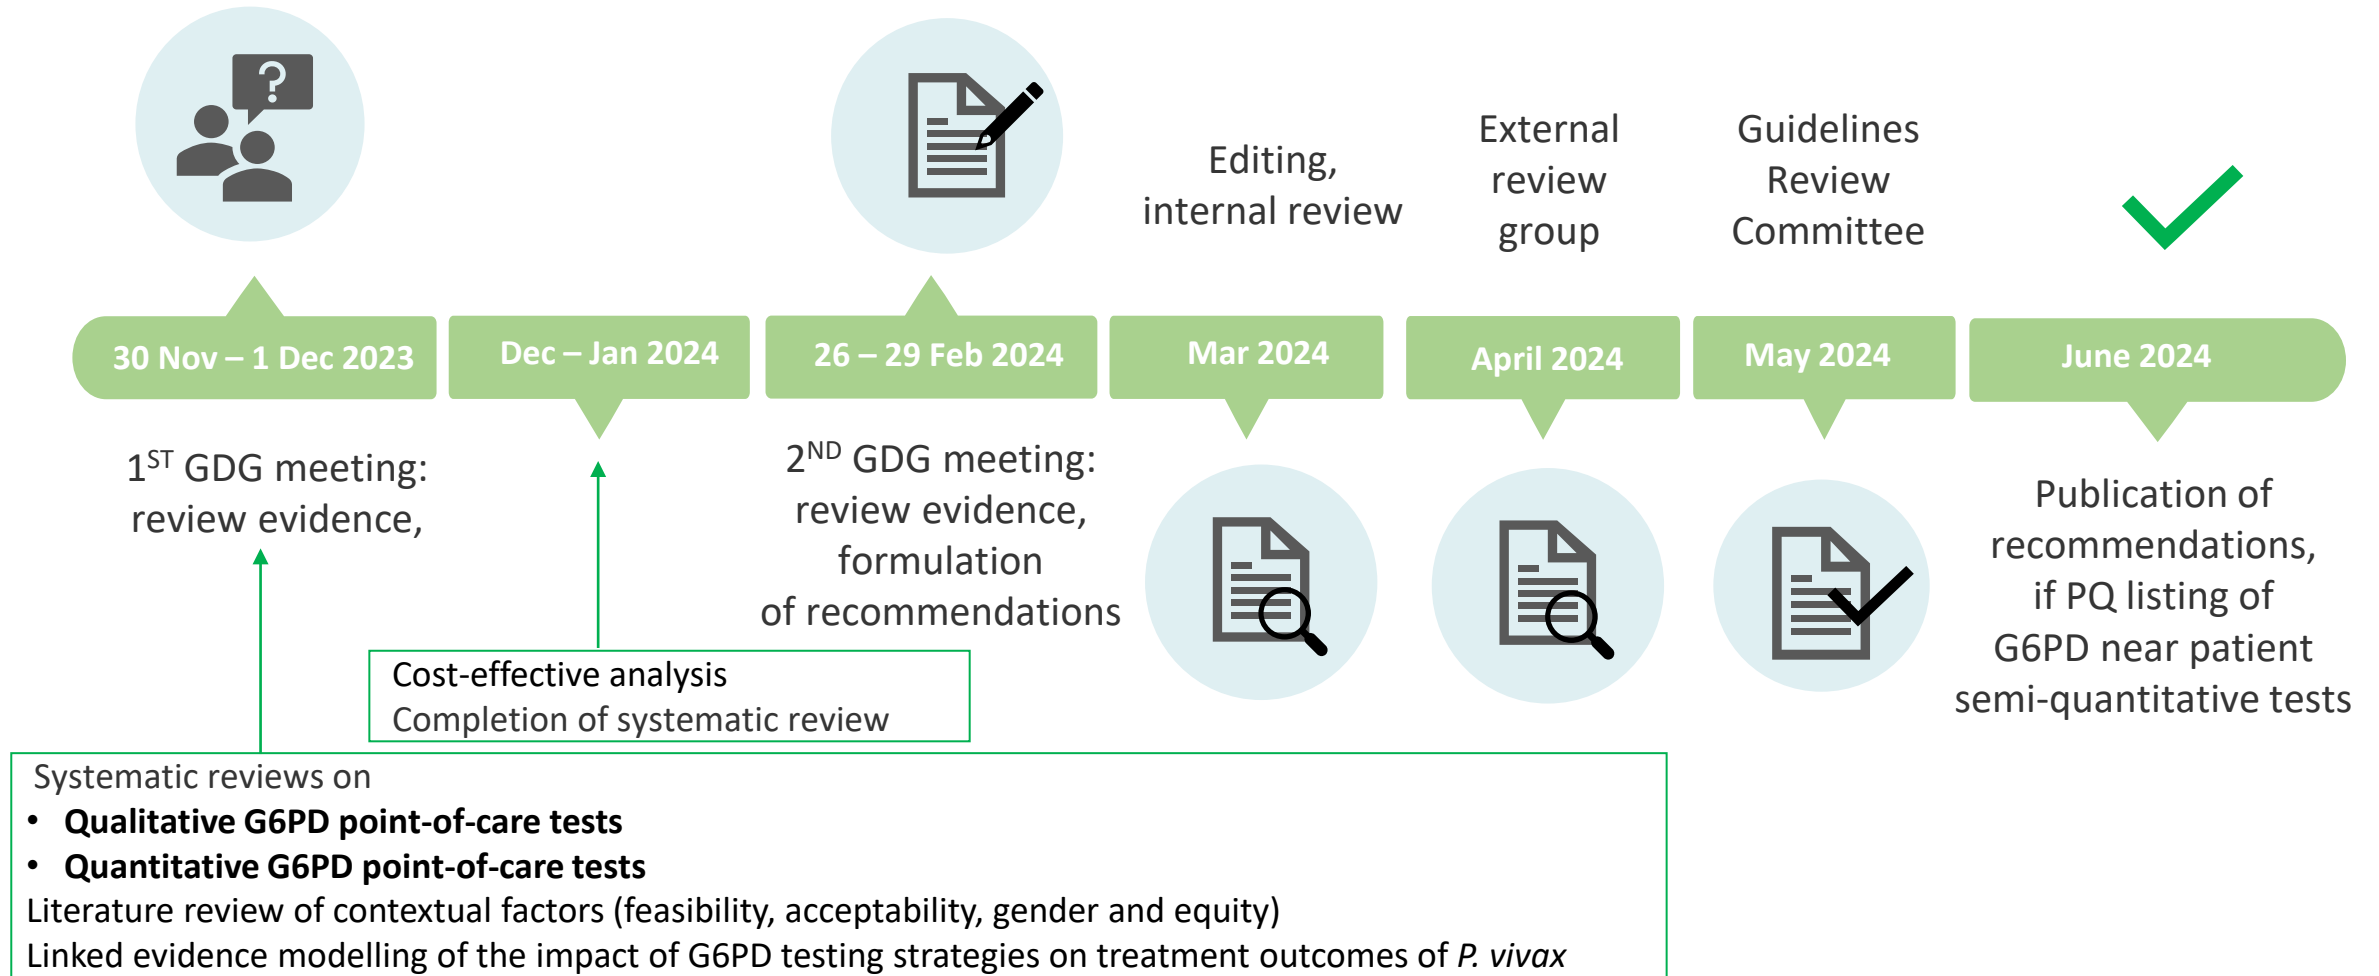 ?
Editing,
internal review
External
review
group
Guidelines
Review
Committee
30 Nov – 1 Dec 2023
Dec – Jan 2024
26 – 29 Feb 2024
Mar 2024
April 2024
May 2024
June 2024
1ST GDG meeting:
review evidence,
2ND GDG meeting:
review evidence,
formulation
of recommendations
Publication of
recommendations,
if PQ listing of
G6PD near patient
semi-quantitative tests
Cost-effective analysis
Completion of systematic review
Systematic reviews on
• Qualitative G6PD point-of-care tests
• Quantitative G6PD point-of-care tests
Literature review of contextual factors (feasibility, acceptability, gender and equity)
Linked evidence modelling of the impact of G6PD testing strategies on treatment outcomes of P. vivax